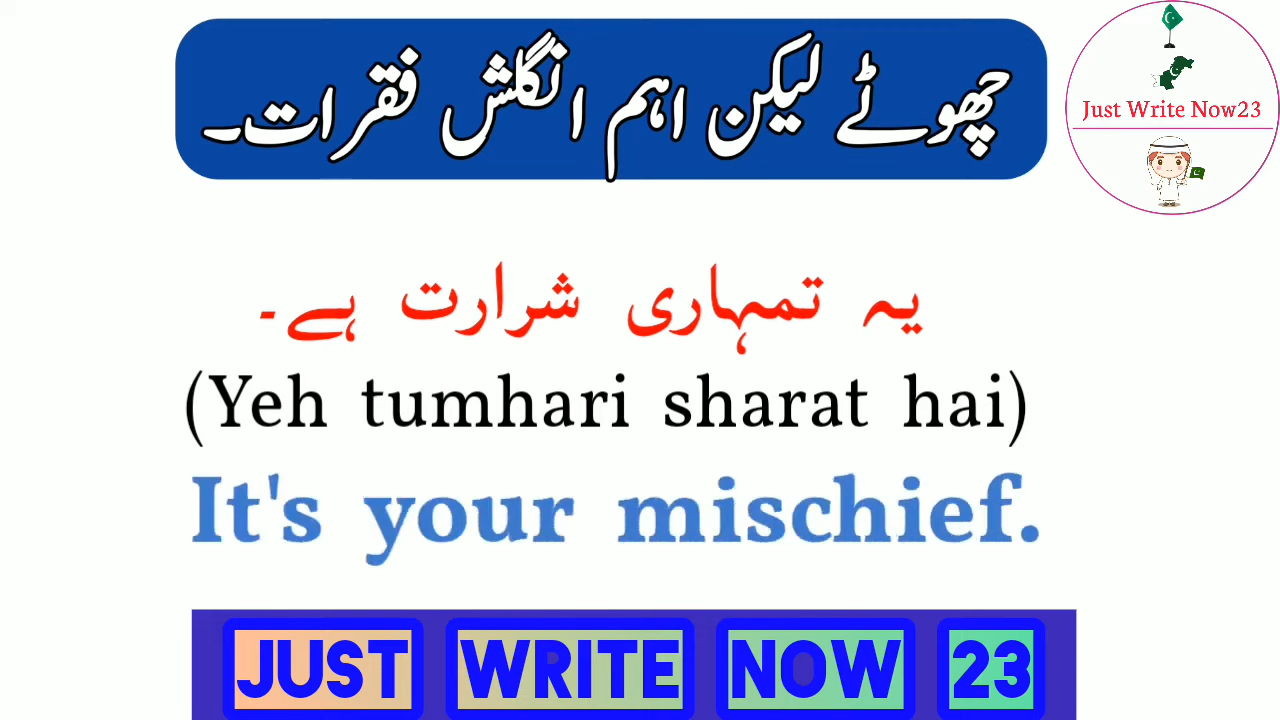 چھوٹے لیکن اہم انگلش فقرات۔
Just Write Now23
یہ تمہاری شرارت ہے۔
(Yeh tumhari sharat hai)
It's your mischief.
JUST WRITE NOW 23